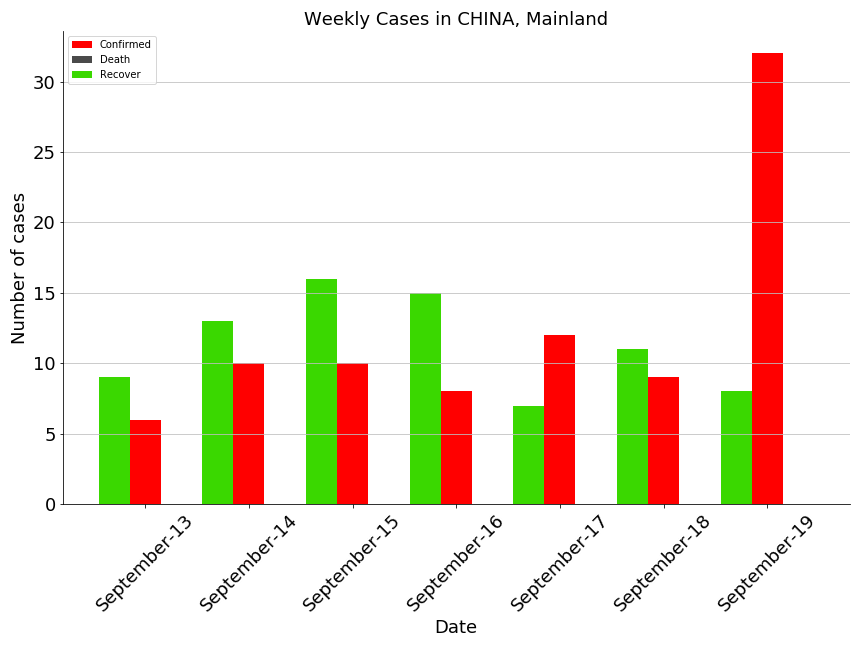 Weekly Cases in CHINA, Mainland
Confirmed
Death
Recover
Number of cases
30
25
20
15
10
5
0
September-13
September-14
September-15
September-16
September-17
September-18
September-19
Date